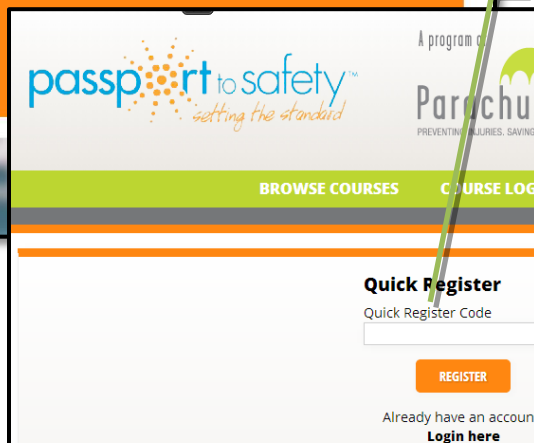 passport to safety™
setting the standard
A program o
Parachu
PREVENTING INJURIES. SAVING
BROWSE COURSES COURSE LOG
Quick Register
Quick Register Code
REGISTER
Already have an accoun
Login here